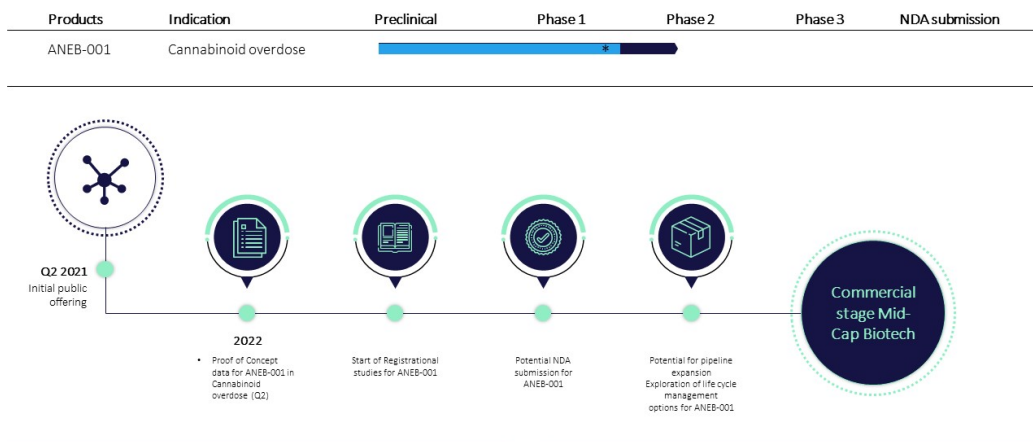 Products Indication Preclinical Phase 1 Phase 2 Phase 3 NDA submission
ANEB-001 Cannabinoid overdose *
Q2 2021
Initial public
offering
2022
• Proof of Concept
data for ANEB-001 in
Cannabinoid
overdose (Q2)
Start of Registrational
studies for ANEB-001
Potential NDA
submission for
ANEB-001
Potential for pipeline
expansion
Exploration of life cycle
management
options for ANEB-001
Commercial
stage Mid-
Cap Biotech